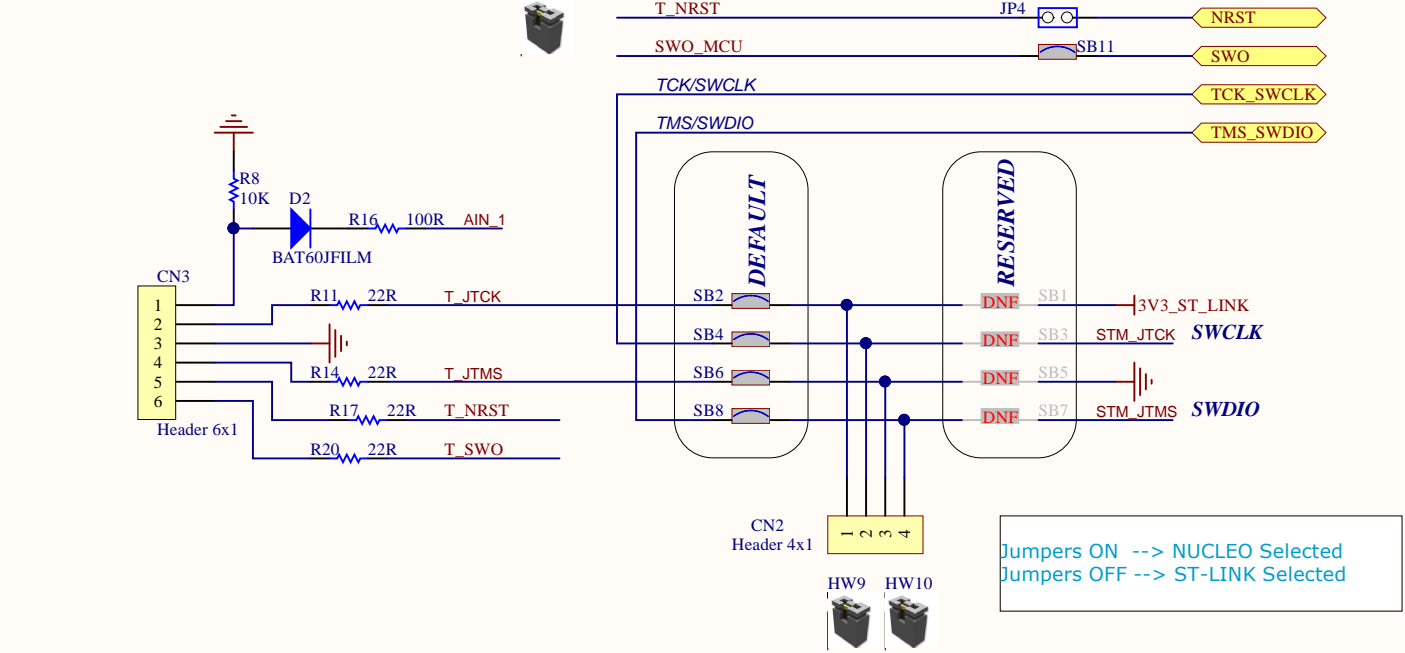 T_NRST JP4 NRST
SWO_MCU SB11 SWO
TCK/SWCLK TCK_SWCLK
TMS/SWDIO TMS_SWDIO
R8
10K
D2
R16 100R AIN_1
BAT60JFILM
DEFAULT
RESERVED
CN3
1
2
3
4
5
6
Header 6x1
R11 22R T_JTCK SB2 DNF SB1 3V3_ST_LINK
SB4 DNF SB3 STM_JTCK SWCLK
R14 22R T_JTMS SB6 DNF SB5
R17 22R T_NRST SB8 DNF SB7 STM_JTMS SWDIO
R20 22R T_SWO
CN2
Header 4x1
1 2 3 4
HW9 HW10
Jumpers ON --> NUCLEO Selected
Jumpers OFF --> ST-LINK Selected